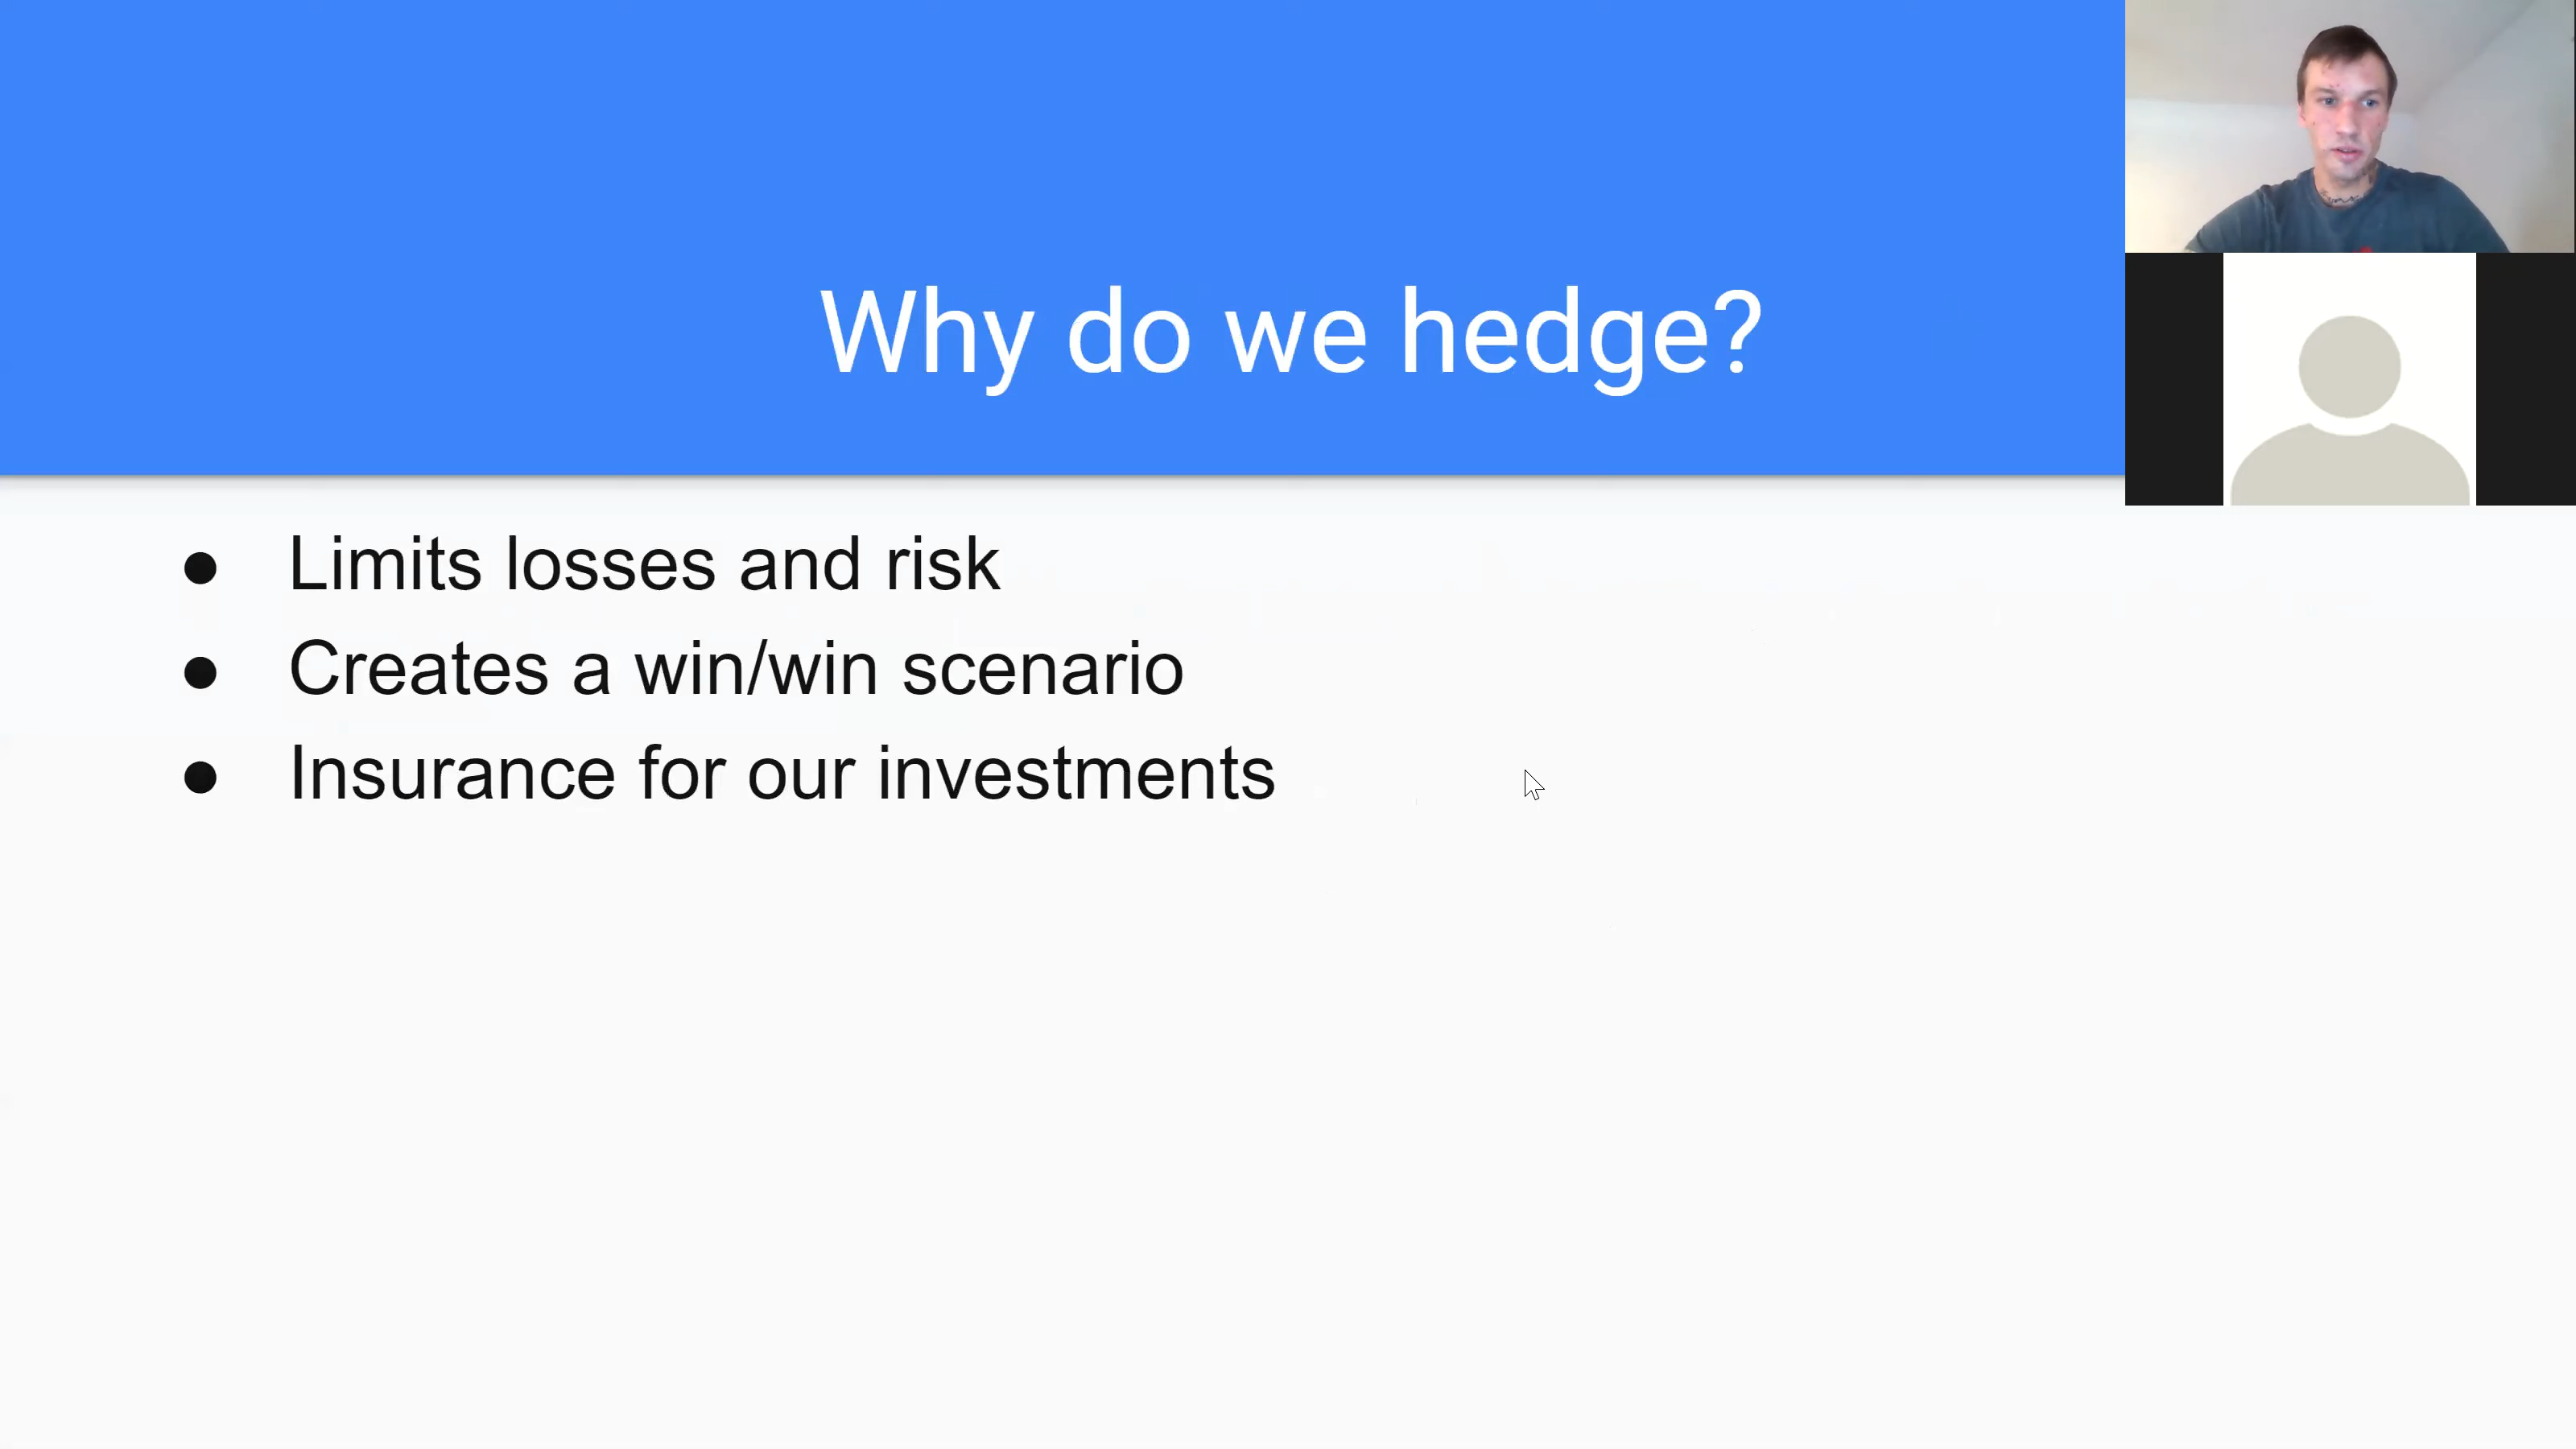 Why do we hedge?
● Limits losses and risk
● Creates a win/win scenario
● Insurance for our investments